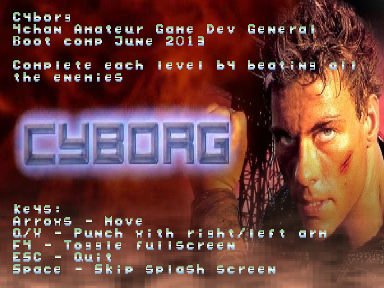 Cyborg
4chan Amateur Game Dev General
Boot comp June 2013
Complete each level by beating all
the enemies
CYBORG
Keys:
Arrows - Move
Q/W - Punch with right/left arm
F4 - Toggle fullscreen
ESC - Quit
Space - Skip splash screen